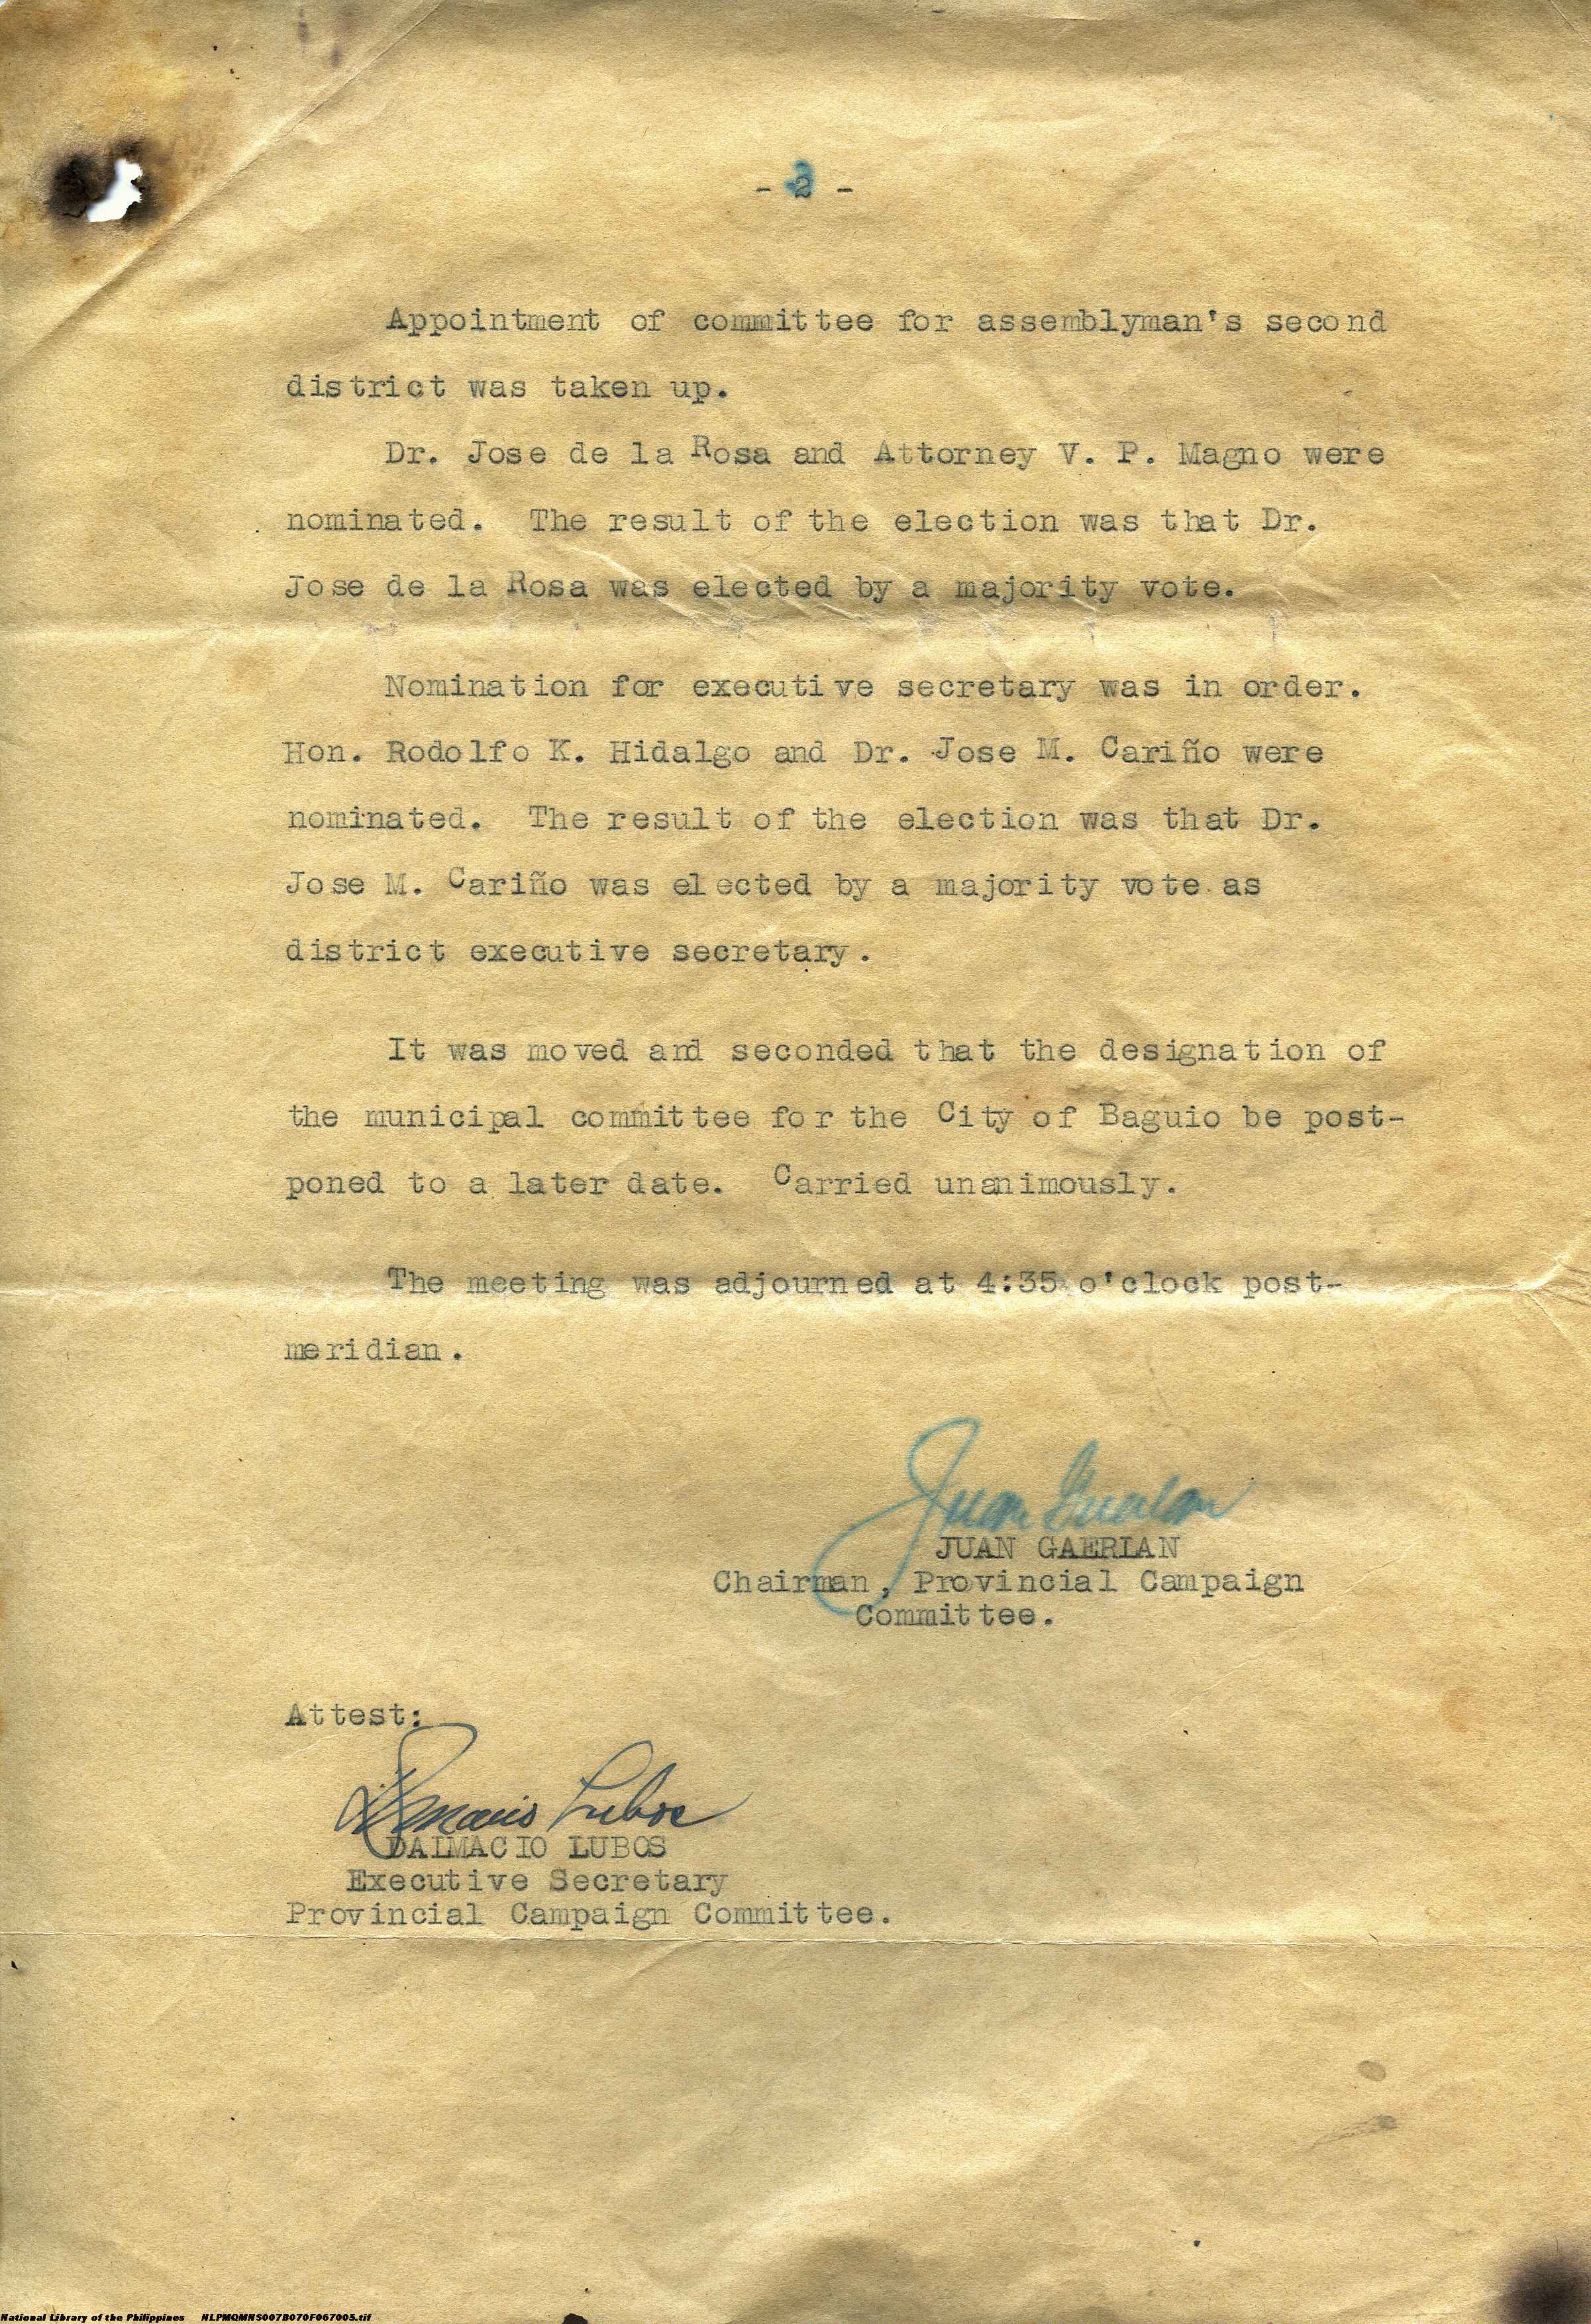 - 2 -
Appointment of committee for assemblyman's second
district was taken up.
Dr. Jose de la Rosa and Attorney V. P. Magno were
nominated. The result of the election was that Dr.
Jose de la Rosa was elected by a majority vote.
Nomination for executive secretary was in order.
Hon. Rodolfo K. Hidalgo and Dr. Jose M. Cariño were
nominated. The result of the election was that Dr.
Jose M. Cariño was elected by a majority vote as
district executive secretary.
It was moved and seconded that the designation of
the municipal committee for the City of Baguio be post-
poned to a later date. Carried unanimously.
The meeting was adjourned at 4:35 o'clock post-
meridian.
JUAN GAERLAN
Chairman, Provincial Campaign
Committee.
Attest:
DALMACIO LUBOS
Executive Secretary
Provincial Campaign Committee.
National Library of the Philippines NLPMQMNS007B070F067005.tif